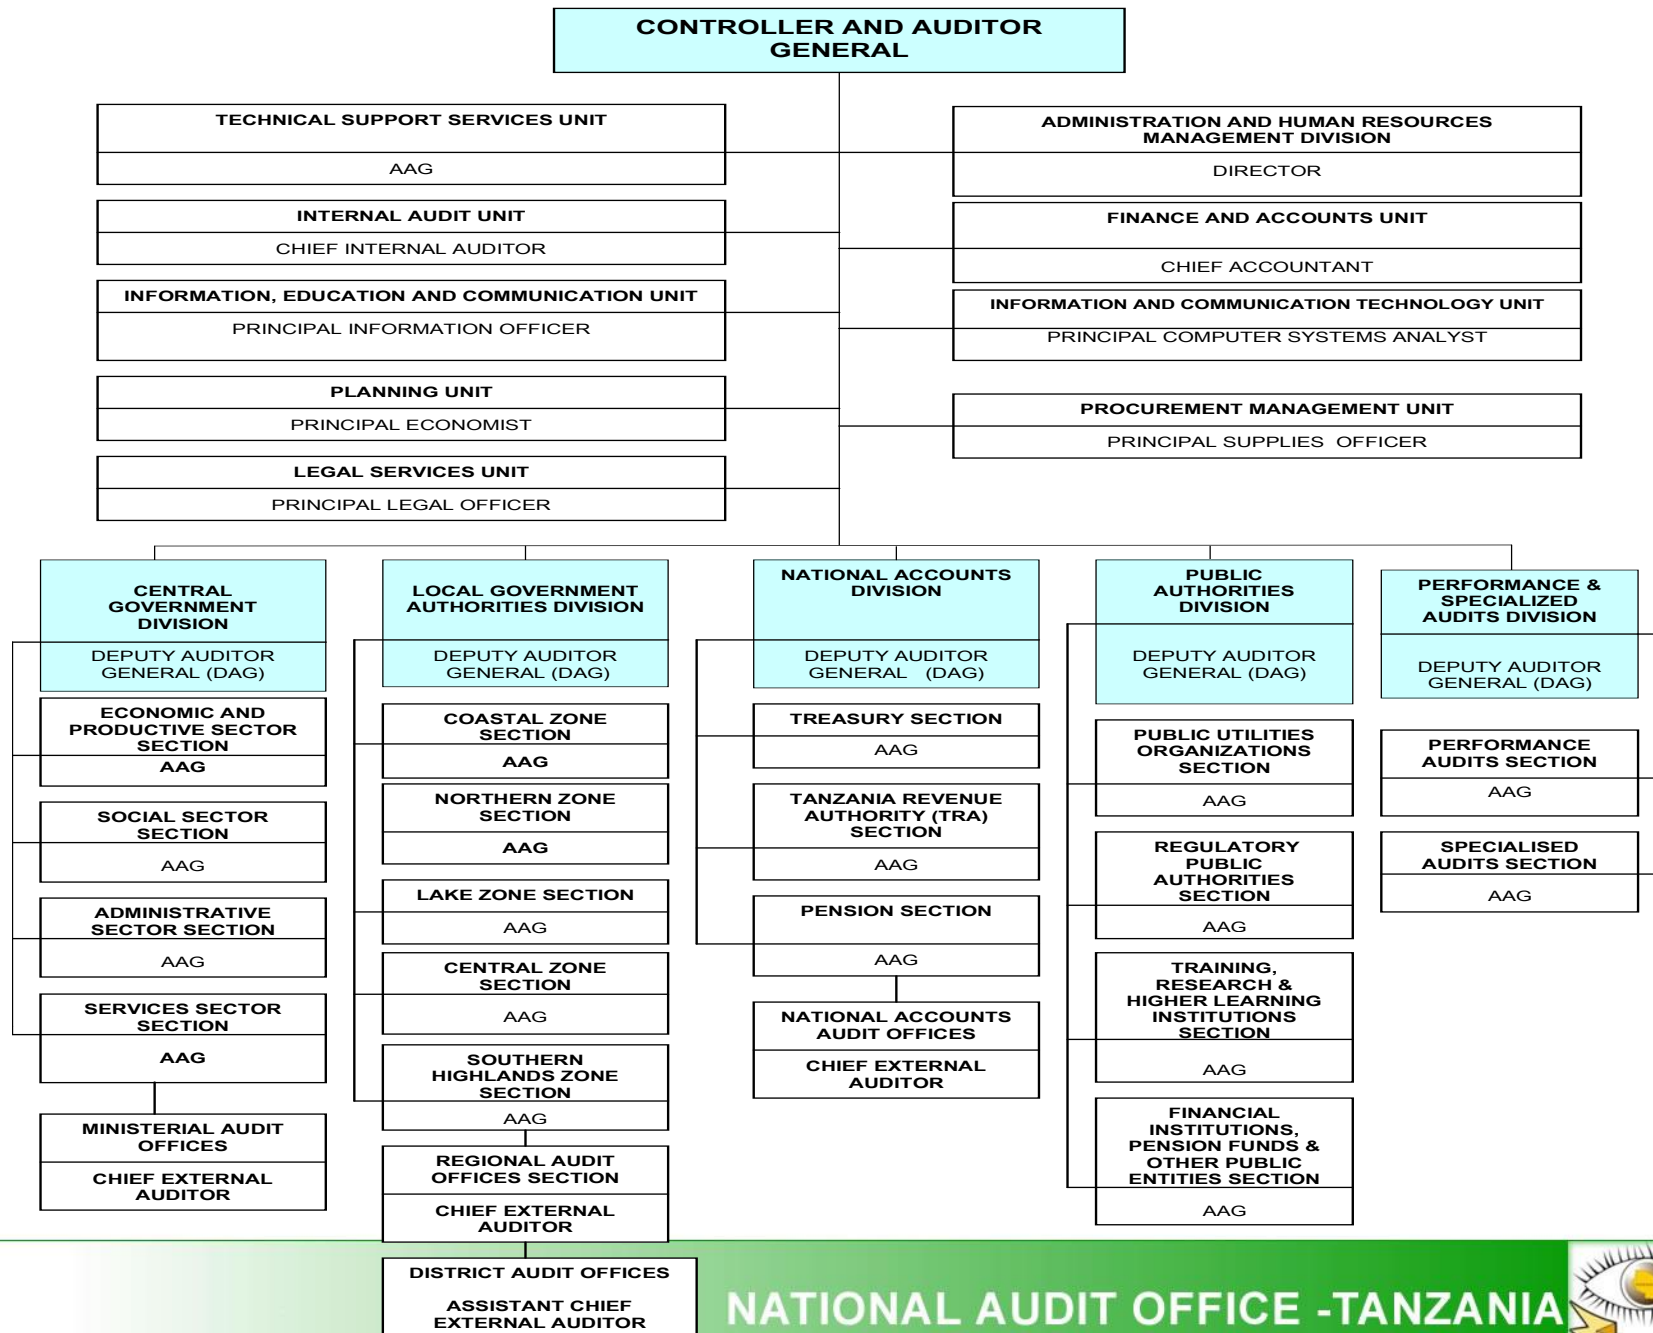 CONTROLLER AND AUDITOR
GENERAL
TECHNICAL SUPPORT SERVICES UNIT
AAG
INTERNAL AUDIT UNIT
CHIEF INTERNAL AUDITOR
INFORMATION, EDUCATION AND COMMUNICATION UNIT
PRINCIPAL INFORMATION OFFICER
PLANNING UNIT
PRINCIPAL ECONOMIST
LEGAL SERVICES UNIT
PRINCIPAL LEGAL OFFICER
ADMINISTRATION AND HUMAN RESOURCES
MANAGEMENT DIVISION
DIRECTOR
FINANCE AND ACCOUNTS UNIT
CHIEF ACCOUNTANT
INFORMATION AND COMMUNICATION TECHNOLOGY UNIT
PRINCIPAL COMPUTER SYSTEMS ANALYST
PROCUREMENT MANAGEMENT UNIT
PRINCIPAL SUPPLIES OFFICER
CENTRAL
GOVERNMENT
DIVISION
DEPUTY AUDITOR
GENERAL (DAG)
ECONOMIC AND
PRODUCTIVE SECTOR
SECTION
AAG
SOCIAL SECTOR
SECTION
AAG
ADMINISTRATIVE
SECTOR SECTION
AAG
SERVICES SECTOR
SECTION
AAG
MINISTERIAL AUDIT
OFFICES
CHIEF EXTERNAL
AUDITOR
LOCAL GOVERNMENT
AUTHORITIES DIVISION
DEPUTY AUDITOR
GENERAL (DAG)
COASTAL ZONE
SECTION
AAG
NORTHERN ZONE
SECTION
AAG
LAKE ZONE SECTION
AAG
CENTRAL ZONE
SECTION
AAG
SOUTHERN
HIGHLANDS ZONE
SECTION
AAG
REGIONAL AUDIT
OFFICES SECTION
CHIEF EXTERNAL
AUDITOR
DISTRICT AUDIT OFFICES
ASSISTANT CHIEF
EXTERNAL AUDITOR
NATIONAL ACCOUNTS
DIVISION
DEPUTY AUDITOR
GENERAL (DAG)
TREASURY SECTION
AAG
TANZANIA REVENUE
AUTHORITY (TRA)
SECTION
AAG
PENSION SECTION
AAG
NATIONAL ACCOUNTS
AUDIT OFFICES
CHIEF EXTERNAL
AUDITOR
PUBLIC
AUTHORITIES
DIVISION
DEPUTY AUDITOR
GENERAL (DAG)
PUBLIC UTILITIES
ORGANIZATIONS
SECTION
AAG
REGULATORY
PUBLIC
AUTHORITIES
SECTION
AAG
TRAINING,
RESEARCH &
HIGHER LEARNING
INSTITUTIONS
SECTION
AAG
FINANCIAL
INSTITUTIONS,
PENSION FUNDS &
OTHER PUBLIC
ENTITIES SECTION
AAG
PERFORMANCE &
SPECIALIZED
AUDITS DIVISION
DEPUTY AUDITOR
GENERAL (DAG)
PERFORMANCE
AUDITS SECTION
AAG
SPECIALISED
AUDITS SECTION
AAG
NATIONAL AUDIT OFFICE -TANZANIA